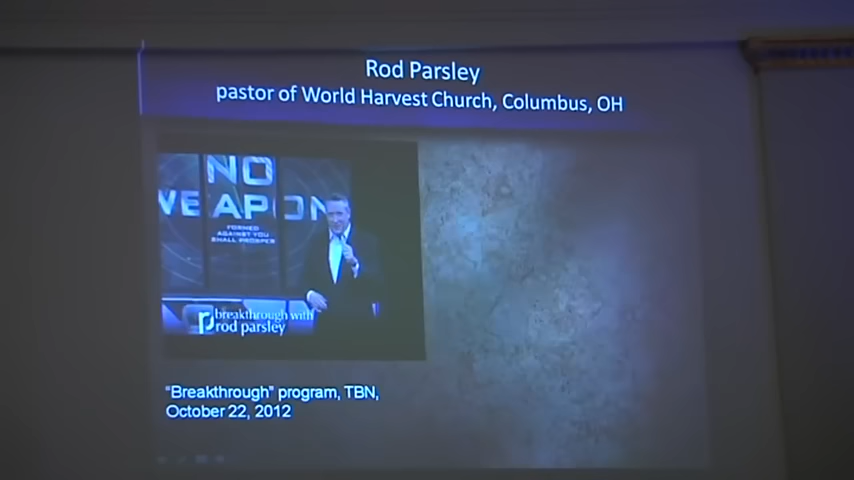 Rod Parsley
pastor of World Harvest Church, Columbus, OH
NO
WEAPON
FORMED
AGAINST YOU
SHALL PROSPER
breakthrough with
rod parsley
"Breakthrough" program, TBN,
October 22, 2012